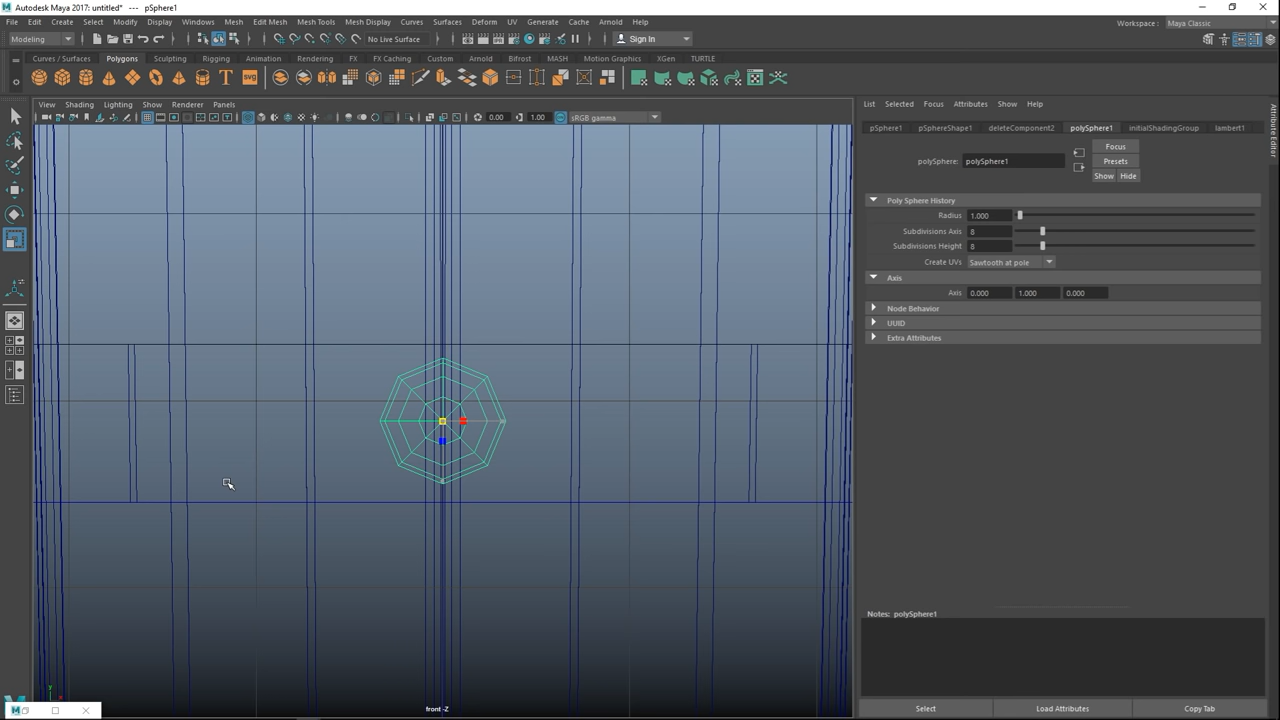 Autodesk Maya 2017: untitled*   ---   pSphere1
File Edit Create Select Modify Display Windows Mesh Edit Mesh Mesh Tools Mesh Display Curves Surfaces Deform UV Generate Cache Arnold Help
Workspace : Maya Classic
Modeling No Live Surface Sign In
Curves / Surfaces Polygons Sculpting Rigging Animation Rendering FX FX Caching Custom Arnold Bifrost MASH Motion Graphics XGen TURTLE
View Shading Lighting Show Renderer Panels
0.00 1.00 sRGB gamma
List Selected Focus Attributes Show Help
pSphere1 pSphereShape1 deleteComponent2 polySphere1 initialShadingGroup lambert1
Attribute Editor
Focus
polySphere: polySphere1 Presets
Show Hide
Poly Sphere History
Radius 1.000
Subdivisions Axis 8
Subdivisions Height 8
Create UVs Sawtooth at pole
Axis
Axis 0.000 1.000 0.000
Node Behavior
UUID
Extra Attributes
Notes: polySphere1
y
front -Z
Select Load Attributes Copy Tab